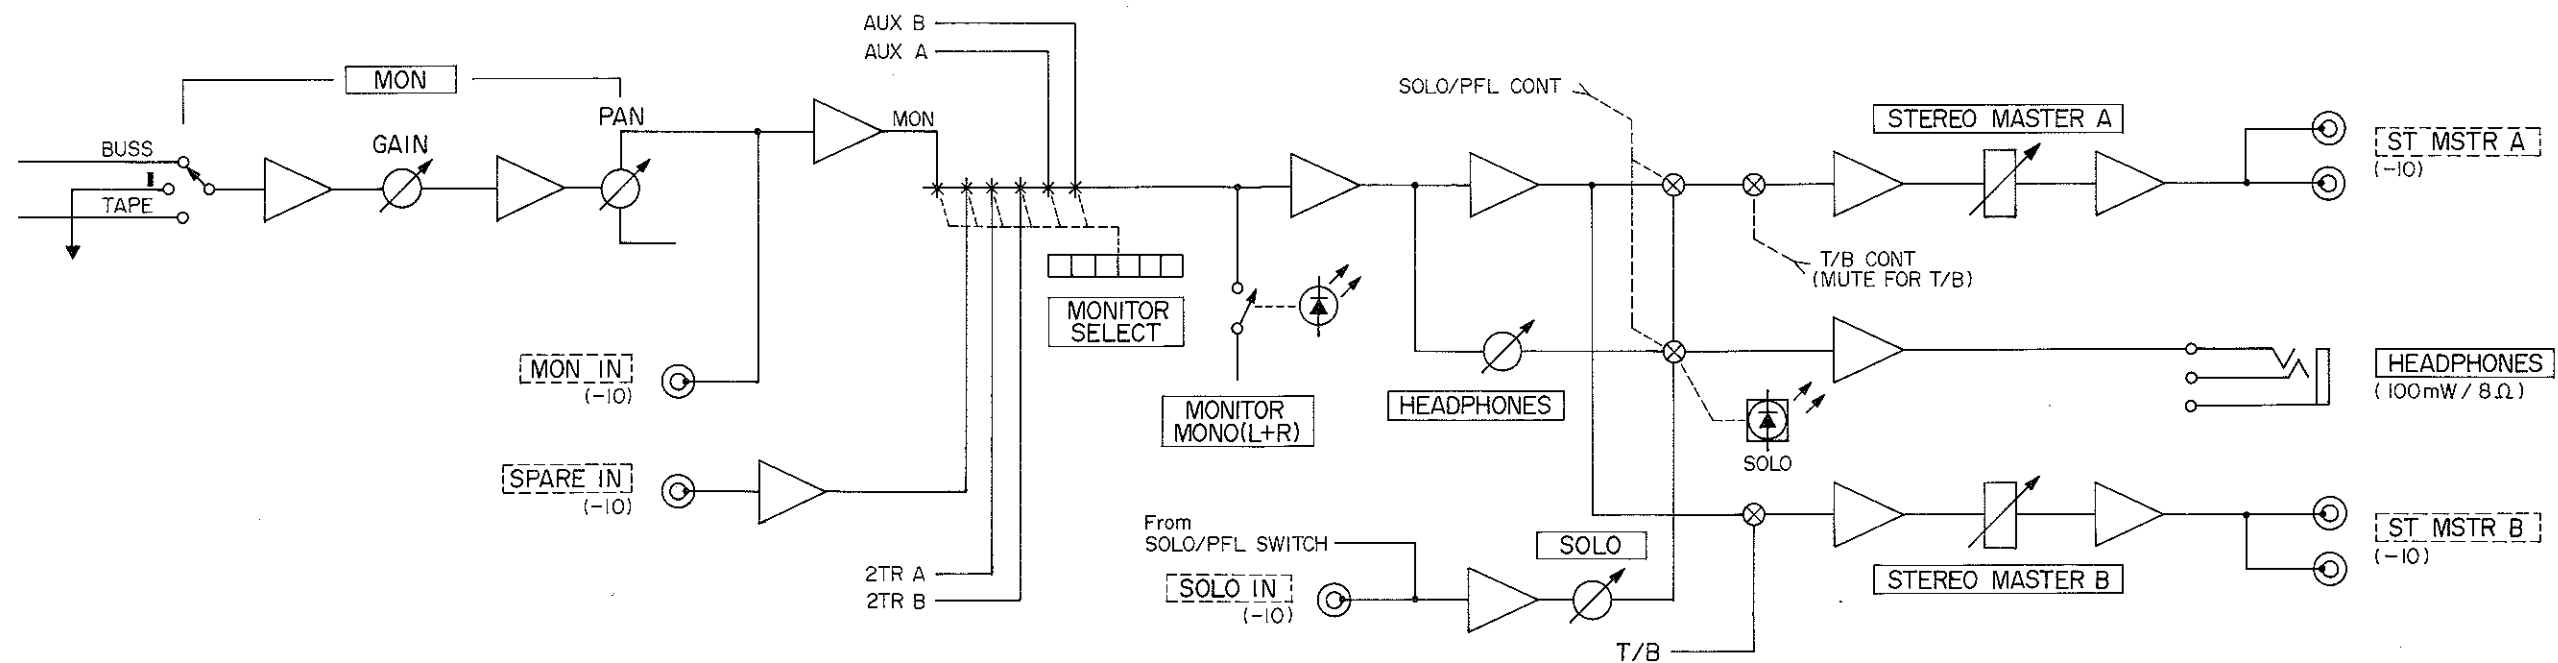 AUX B
AUX A
MON
PAN
BUSS
GAIN
TAPE
MON
MON IN
(-10)
SPARE IN
(-10)
2TR A
2TR B
MONITOR
SELECT
MONITOR
MONO(L+R)
From
SOLO/PFL SWITCH
SOLO IN
(-10)
SOLO/PFL CONT
HEADPHONES
SOLO
T/B
T/B CONT
(MUTE FOR T/B)
SOLO
STEREO MASTER A
STEREO MASTER B
ST MSTR A
(-10)
HEADPHONES
(100mW/8Ω)
ST MSTR B
(-10)